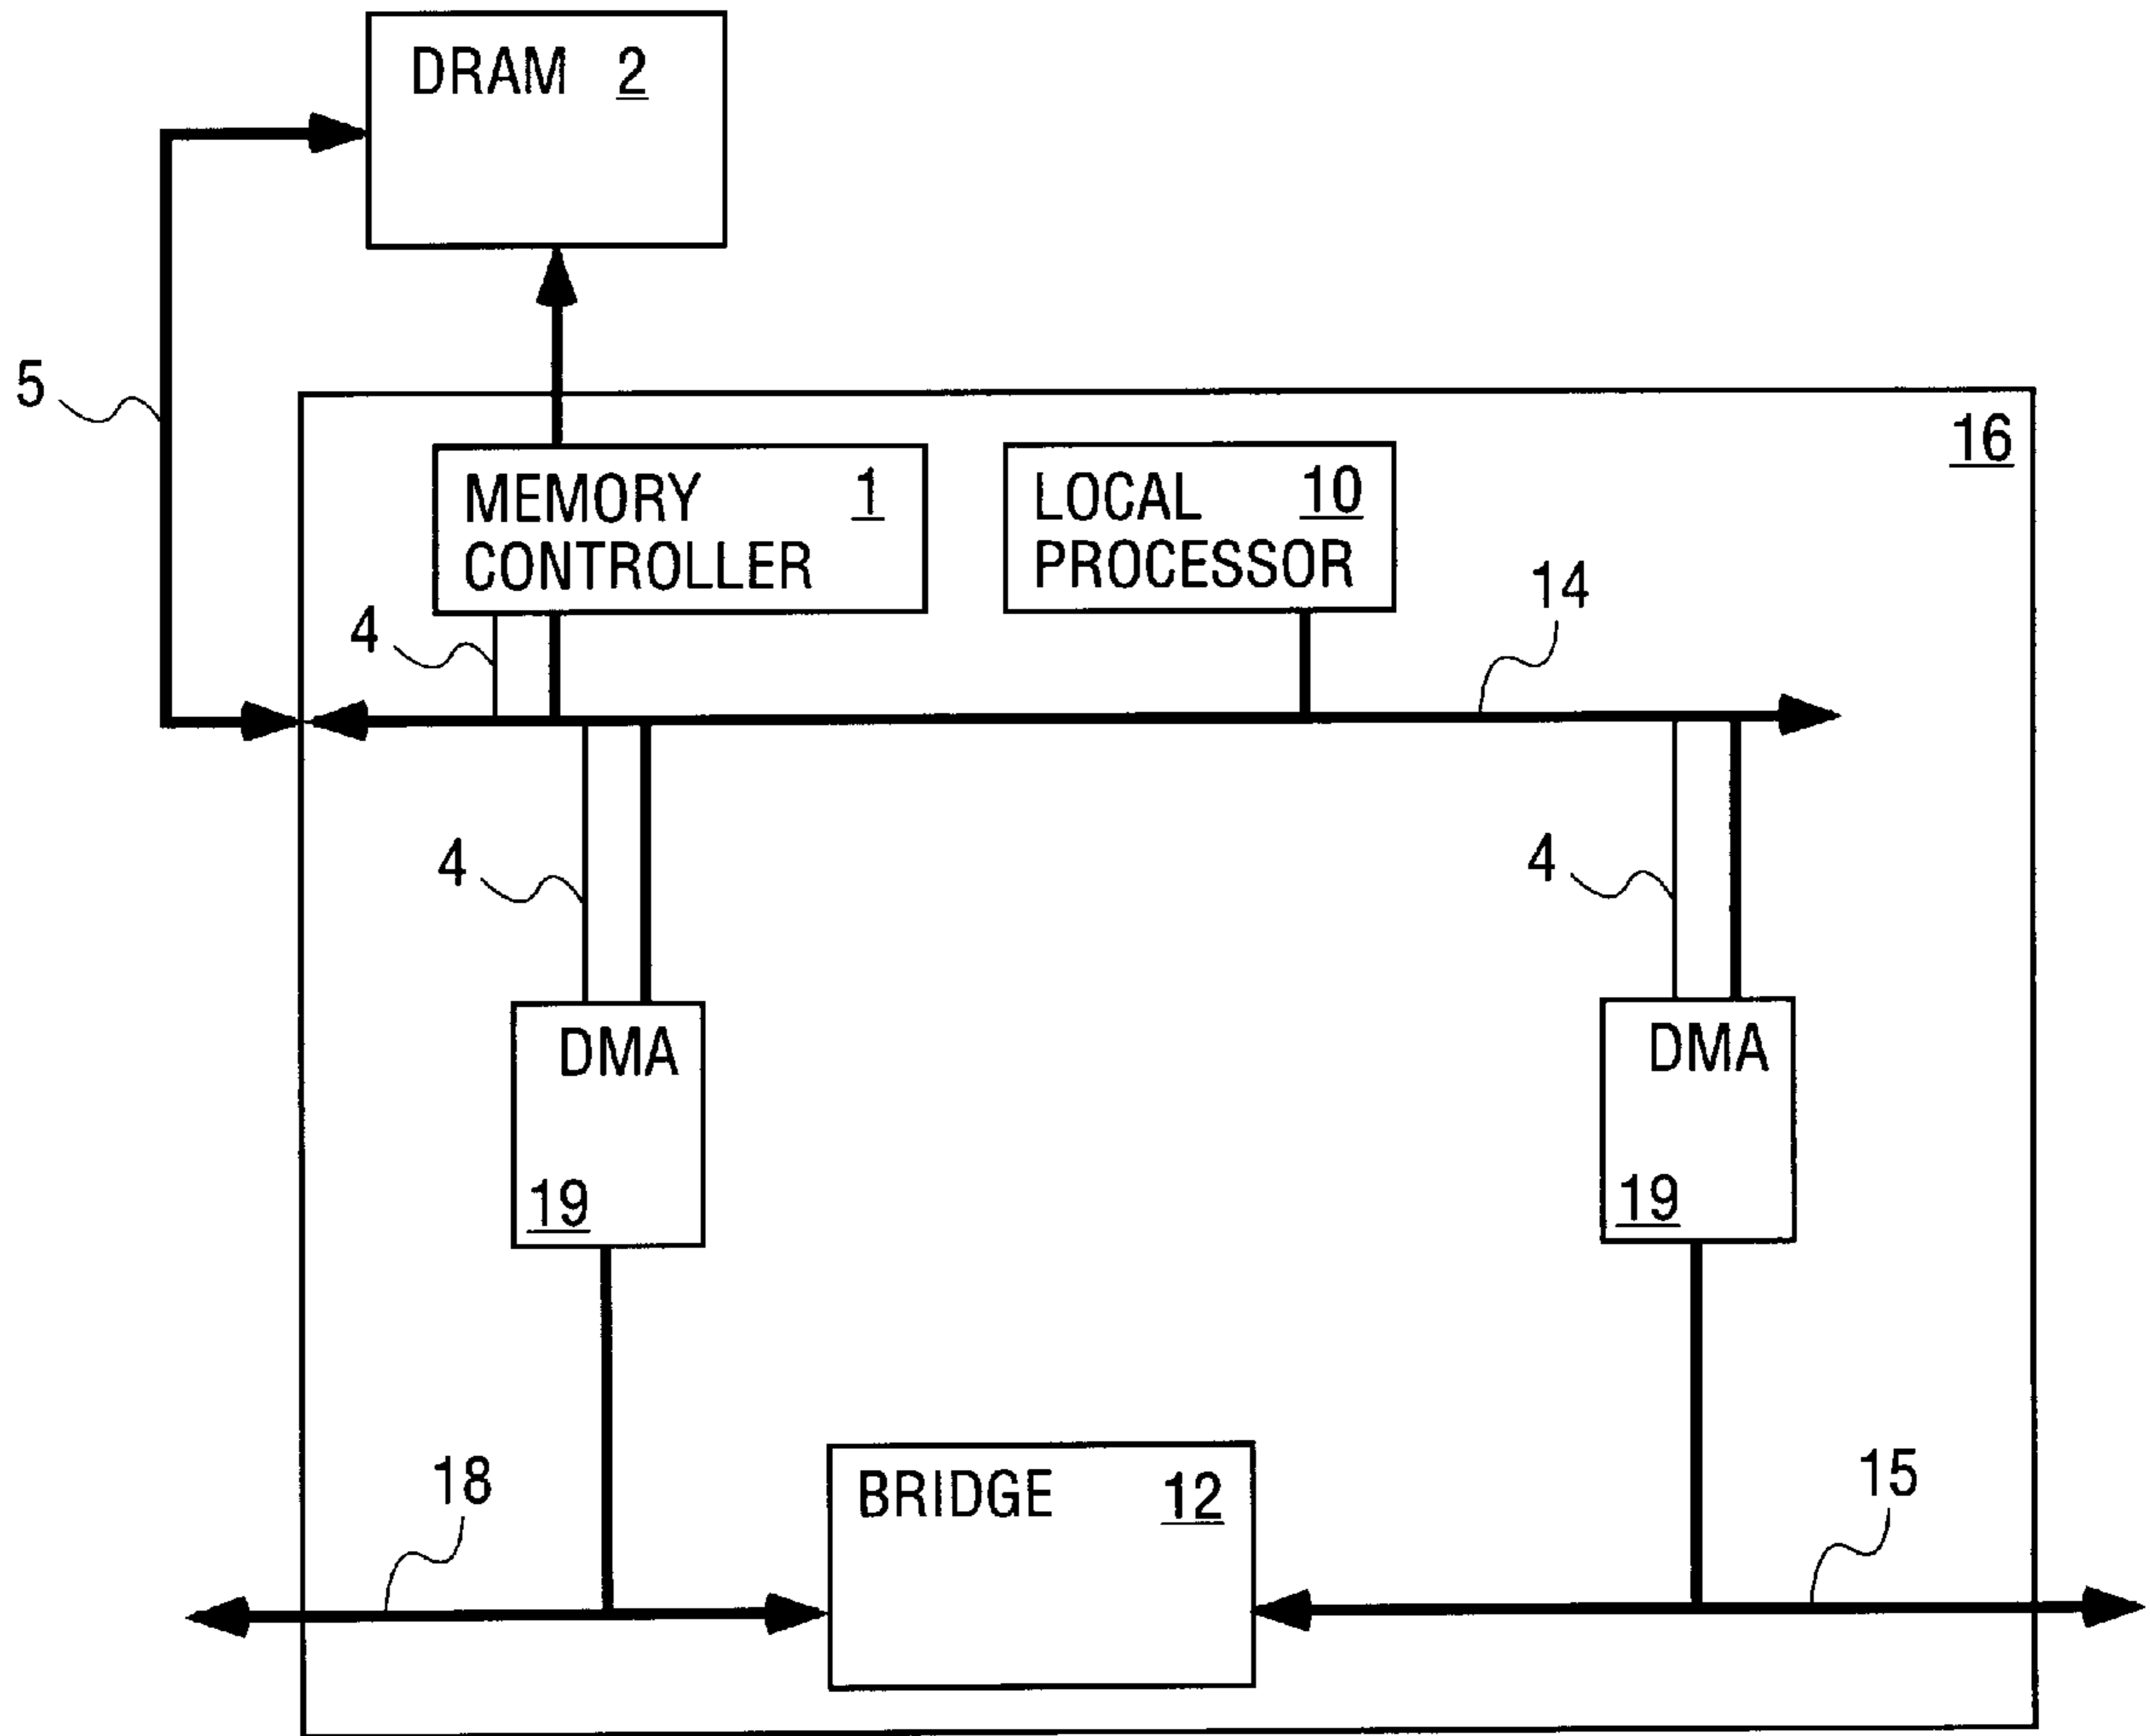 DRAM 2
5
16
MEMORY 1
CONTROLLER
LOCAL 10
PROCESSOR
14
4
4
4
DMA
19
DMA
19
18
BRIDGE 12
15